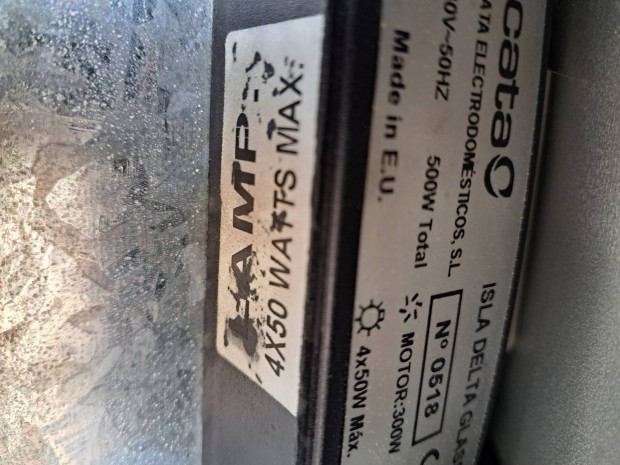 LAMP-
4X50 WATTS MAX.
cata
ATA ELECTRODOMÉSTICOS, S.L
0V~50HZ 500W Total
Made in E.U.
ISLA DELTA GLAS
Nº 0518
MOTOR:300W
4x50W Máx.